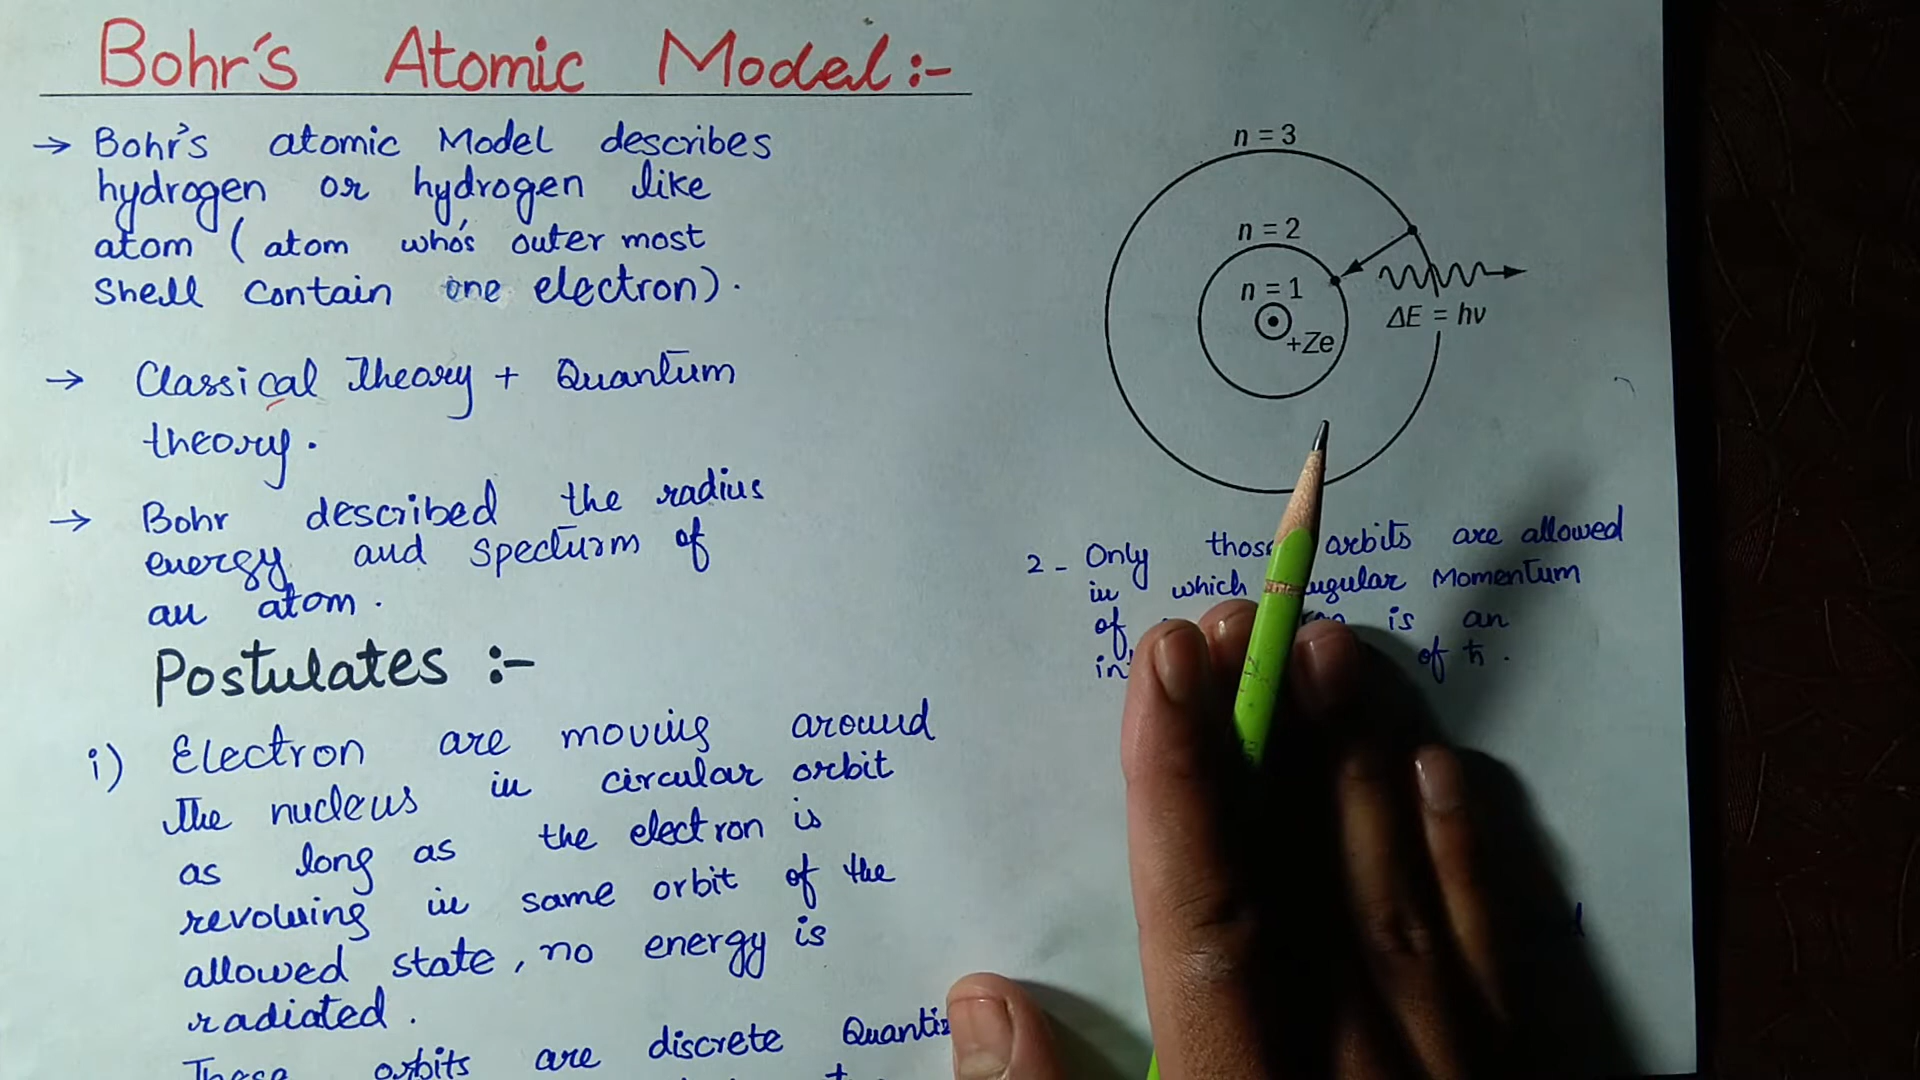 Bohr's Atomic Model:-
→ Bohr's atomic Model describes
hydrogen or hydrogen like
atom (atom who's outer most
Shell contain one electron).
→ Classical Theory + Quantum
theory.
→ Bohr described the radius
energy and specturm of
an atom.
Postulates :-
i) Electron are moving around
The nucleus in circular orbit
as long as the electron is
revolving in same orbit of the
allowed state, no energy is
radiated.
These orbits are discrete
n = 3
n = 2
n = 1
+Ze
ΔE = hν
2 - Only those orbits are allowed
in which angular Momentum
of is an
of ħ.